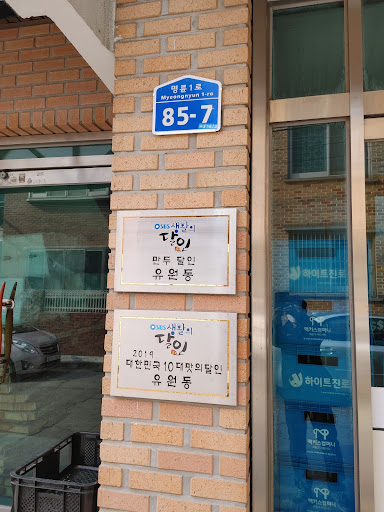 명륜1로
Myeongnyun 1-ro
85-7
SBS 생활의
달인
만두 달인
유원동
SBS 생활의
달인
2019
대한민국 10대 맛의 달인
유원동
하이트진로
하이트진로